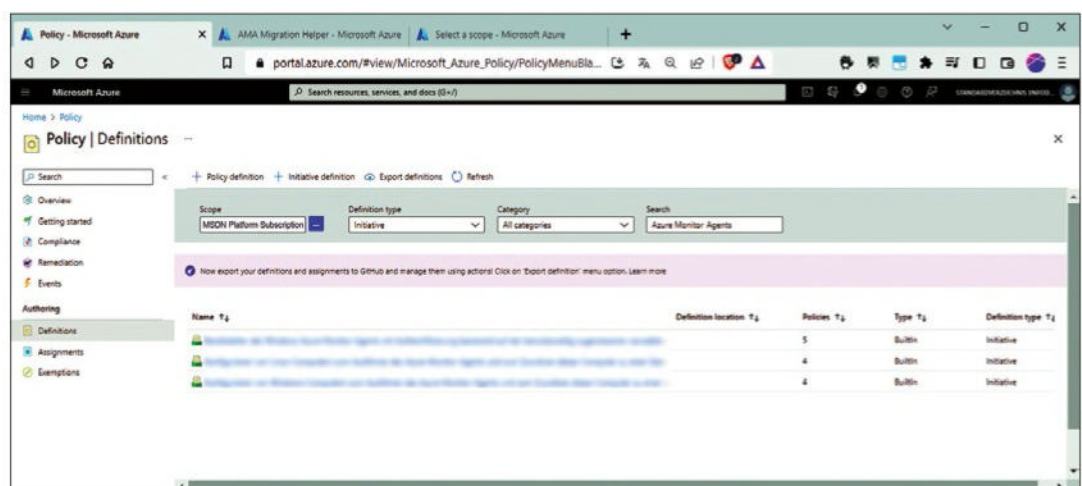 Policy - Microsoft Azure
AMA Migration Helper - Microsoft Azure
Select a scope - Microsoft Azure
portal.azure.com/#view/Microsoft_Azure_Policy/PolicyMenuBla...
Microsoft Azure
Search resources, services, and docs (G+/)
Home > Policy
Policy | Definitions
Search
Policy definition
Initiative definition
Export definitions
Refresh
Overview
Getting started
Compliance
Remediation
Events
Authoring
Definitions
Assignments
Exemptions
Scope
Definition type
Category
Search
MSDN Platform Subscription
Initiative
All categories
Azure Monitor Agents
Now export your definitions and assignments to GitHub and manage them using actions! Click on 'Export definition' menu option. Learn more
Name
Definition location
Policies
Type
Definition type
5
BuiltIn
Initiative
4
BuiltIn
Initiative
4
BuiltIn
Initiative